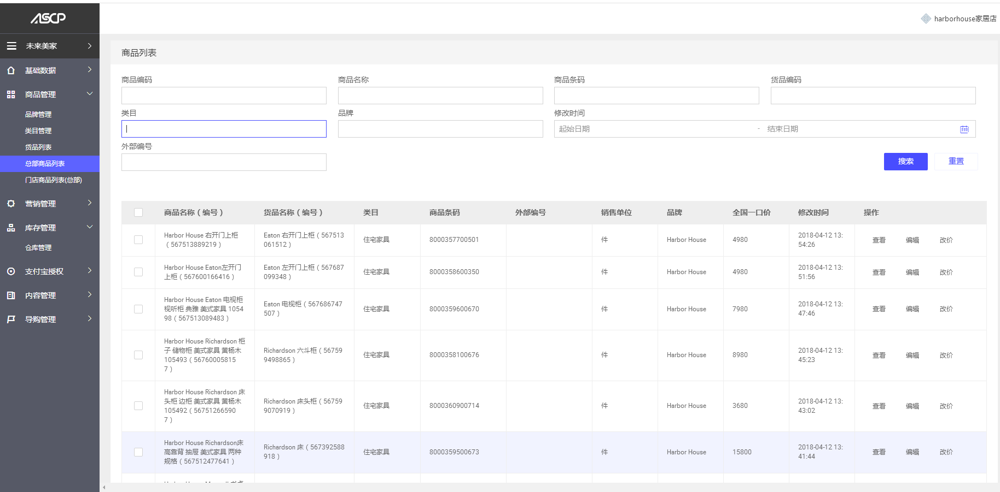 ASCP
harborhouse家居店
未来美家
基础数据
商品管理
品牌管理
类目管理
货品列表
总部商品列表
门店商品列表(总部)
营销管理
库存管理
仓库管理
支付宝授权
内容管理
导购管理
商品列表
商品编码
商品名称
商品条码
货品编码
类目
品牌
修改时间
起始日期 - 结束日期
外部编号
搜索
重置
商品名称（编号） 货品名称（编号） 类目 商品条码 外部编号 销售单位 品牌 全国一口价 修改时间 操作
Harbor House 右开门上柜
（567513889219）
Eaton 右开门上柜（567513
061512）
住宅家具
8000357700501
件
Harbor House
4980
2018-04-12 13:
54:26
查看 编辑 改价
Harbor House Eaton左开门
上柜（567600166416）
Eaton 左开门上柜（567687
099348）
住宅家具
8000358600350
件
Harbor House
4980
2018-04-12 13:
51:56
查看 编辑 改价
Harbor House Eaton 电视柜
视听柜 典雅 美式家具 1054
98（567513089483）
Eaton 电视柜（567686747
507）
住宅家具
8000359600670
件
Harbor House
7980
2018-04-12 13:
47:46
查看 编辑 改价
Harbor House Richardson 柜
子 储物柜 美式家具 黄杨木
105493（56760005815
7）
Richardson 六斗柜（56759
9498865）
住宅家具
8000358100676
件
Harbor House
8980
2018-04-12 13:
45:23
查看 编辑 改价
Harbor House Richardson 床
头柜 边柜 美式家具 黄杨木
105492（56751266590
7）
Richardson 床头柜（56759
9070919）
住宅家具
8000360900714
件
Harbor House
3680
2018-04-12 13:
43:02
查看 编辑 改价
Harbor House Richardson床
高靠背 抽屉 美式家具 两种
规格（567512477641）
Richardson 床（567392588
918）
住宅家具
8000359500673
件
Harbor House
15800
2018-04-12 13:
41:44
查看 编辑 改价